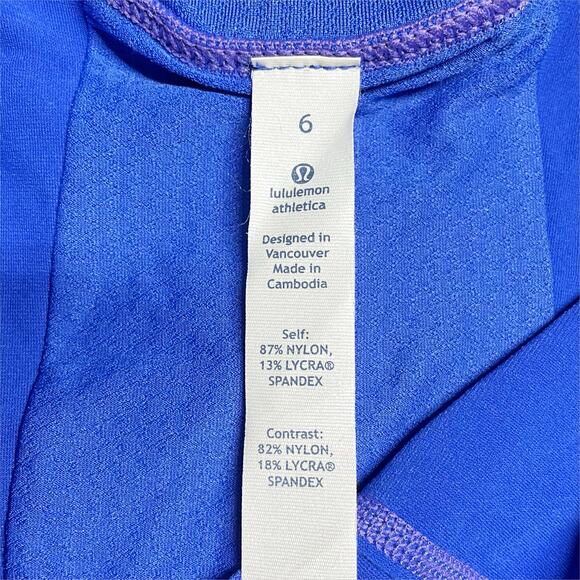 6
lululemon
athletica
Designed in
Vancouver
Made in
Cambodia
Self:
87% NYLON,
13% LYCRA®
SPANDEX
Contrast:
82% NYLON,
18% LYCRA®
SPANDEX